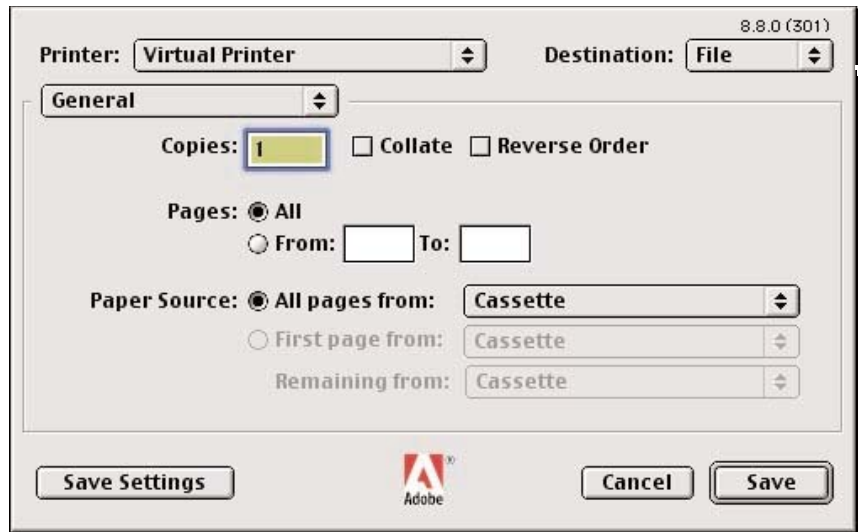 8.8.0 (301)
Printer: Virtual Printer Destination: File
General
Copies: 1 Collate Reverse Order
Pages: All
From: To:
Paper Source: All pages from: Cassette
First page from: Cassette
Remaining from: Cassette
Save Settings Adobe® Cancel Save